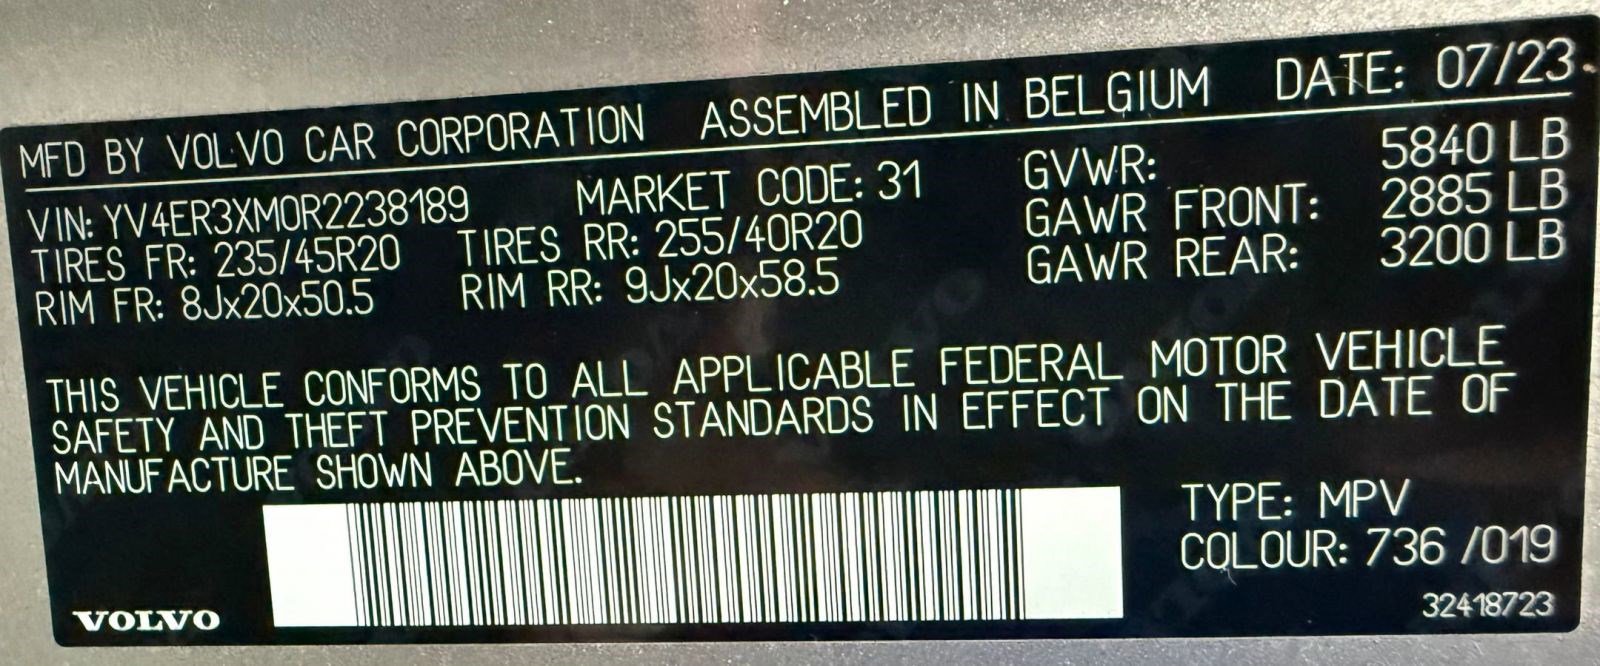 MFD BY VOLVO CAR CORPORATION ASSEMBLED IN BELGIUM DATE: 07/23
VIN: YV4ER3XM0R2238189 MARKET CODE: 31 GVWR: 5840 LB
TIRES FR: 235/45R20 TIRES RR: 255/40R20 GAWR FRONT: 2885 LB
RIM FR: 8Jx20x50.5 RIM RR: 9Jx20x58.5 GAWR REAR: 3200 LB
THIS VEHICLE CONFORMS TO ALL APPLICABLE FEDERAL MOTOR VEHICLE
SAFETY AND THEFT PREVENTION STANDARDS IN EFFECT ON THE DATE OF
MANUFACTURE SHOWN ABOVE.
TYPE: MPV
COLOUR: 736 /019
VOLVO 32418723